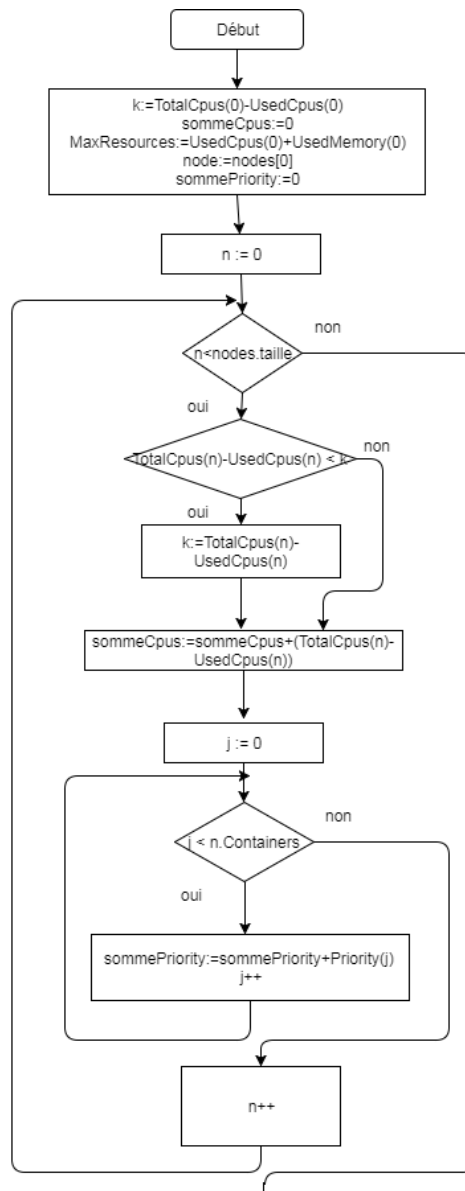 Début
k:=TotalCpus(0)-UsedCpus(0)
sommeCpus:=0
MaxResources:=UsedCpus(0)+UsedMemory(0)
node:=nodes[0]
sommePriority:=0
n := 0
n<nodes.taille
non
oui
TotalCpus(n)-UsedCpus(n) < k
non
oui
k:=TotalCpus(n)-
UsedCpus(n)
sommeCpus:=sommeCpus+(TotalCpus(n)-
UsedCpus(n))
j := 0
j < n.Containers
non
oui
sommePriority:=sommePriority+Priority(j)
j++
n++